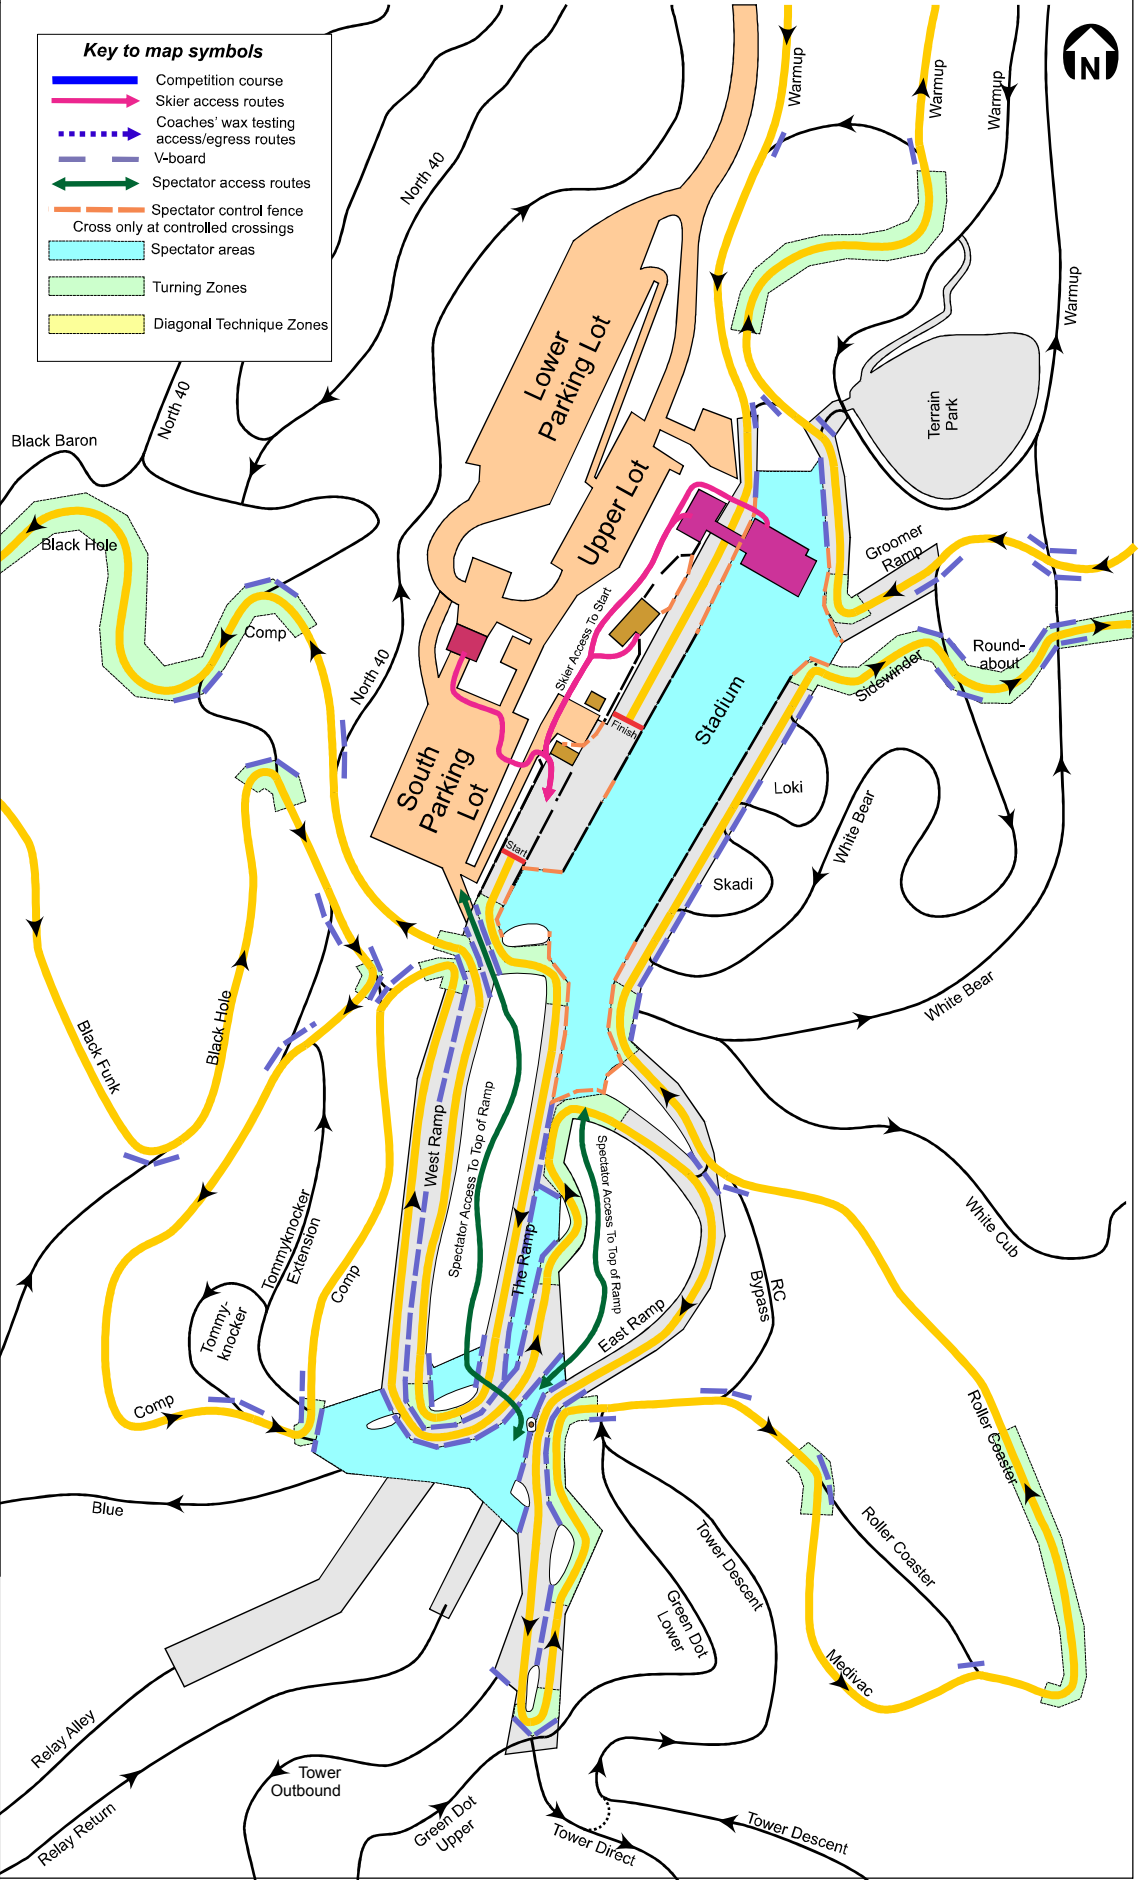 Key to map symbols
Competition course
Skier access routes
Coaches' wax testing
access/egress routes
V-board
Spectator access routes
Spectator control fence
Cross only at controlled crossings
Spectator areas
Turning Zones
Diagonal Technique Zones
N
Warmup
Warmup
Warmup
Warmup
North 40
North 40
North 40
Black Baron
Black Hole
Comp
Lower
Parking Lot
Upper Lot
South
Parking
Lot
Terrain
Park
Groomer
Ramp
Round-
about
Sidewinder
Skier Access To Start
Finish
Start
Stadium
Loki
Skadi
White Bear
White Bear
White Cub
Black Funk
Black Hole
West Ramp
Spectator Access To Top of Ramp
The Ramp
Spectator Access To Top of Ramp
East Ramp
RC
Bypass
Tommyknocker
Extension
Tommy-
knocker
Comp
Comp
Blue
Roller Coaster
Roller Coaster
Medivac
Tower Descent
Green Dot
Lower
Relay Alley
Relay Return
Tower
Outbound
Green Dot
Upper
Tower Direct
Tower Descent